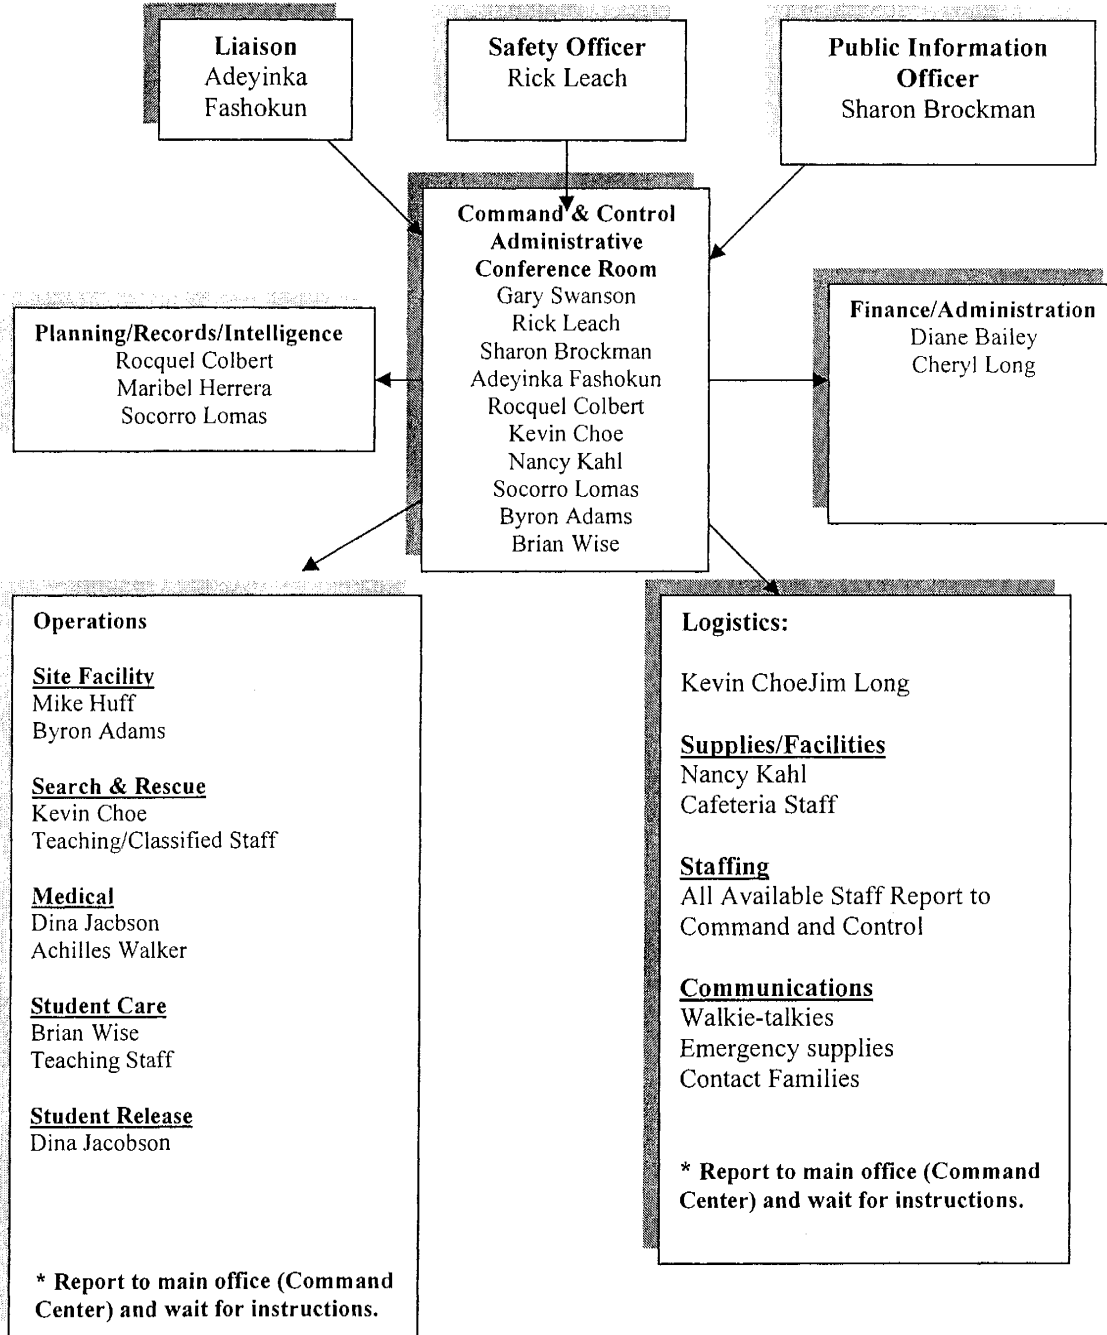 Liaison
Adeyinka
Fashokun
Safety Officer
Rick Leach
Public Information
Officer
Sharon Brockman
Command & Control
Administrative
Conference Room
Gary Swanson
Rick Leach
Sharon Brockman
Adeyinka Fashokun
Rocquel Colbert
Kevin Choe
Nancy Kahl
Socorro Lomas
Byron Adams
Brian Wise
Planning/Records/Intelligence
Rocquel Colbert
Maribel Herrera
Socorro Lomas
Finance/Administration
Diane Bailey
Cheryl Long
Operations
Site Facility
Mike Huff
Byron Adams
Search & Rescue
Kevin Choe
Teaching/Classified Staff
Medical
Dina Jacbson
Achilles Walker
Student Care
Brian Wise
Teaching Staff
Student Release
Dina Jacobson
* Report to main office (Command
Center) and wait for instructions.
Logistics:
Kevin ChoeJim Long
Supplies/Facilities
Nancy Kahl
Cafeteria Staff
Staffing
All Available Staff Report to
Command and Control
Communications
Walkie-talkies
Emergency supplies
Contact Families
* Report to main office (Command
Center) and wait for instructions.